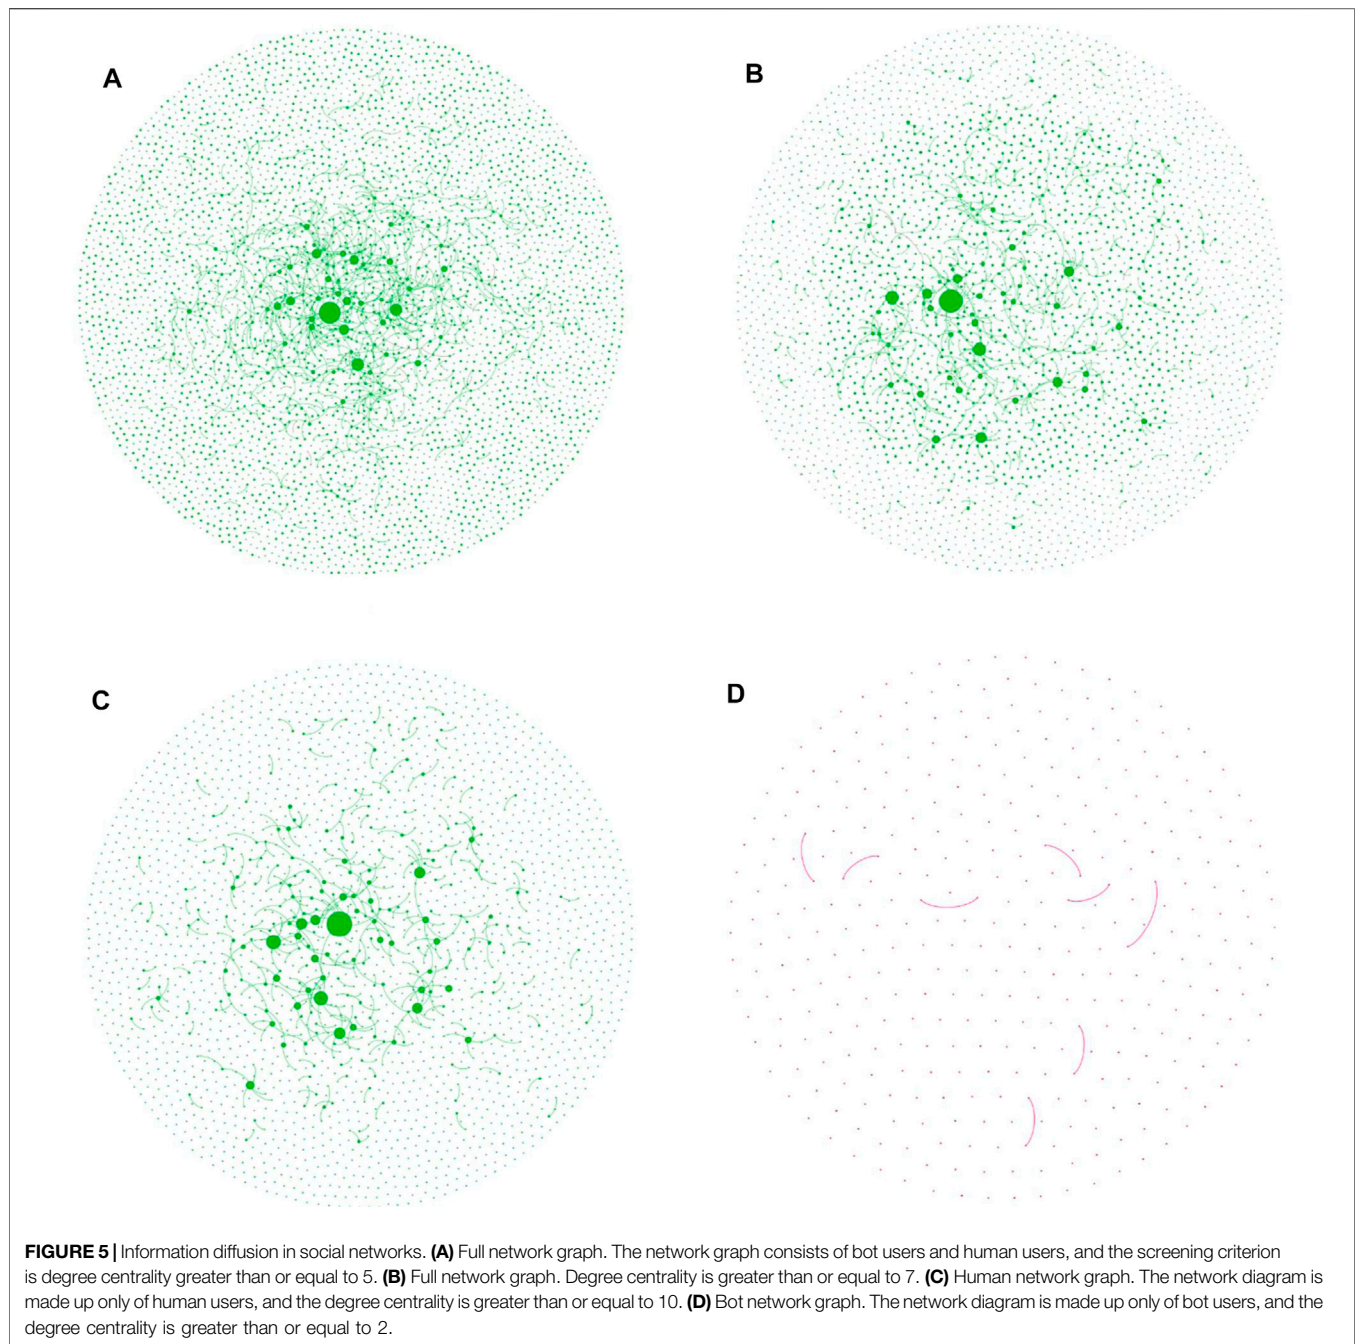 A
B
C
D
FIGURE 5 | Information diffusion in social networks. (A) Full network graph. The network graph consists of bot users and human users, and the screening criterion
is degree centrality greater than or equal to 5. (B) Full network graph. Degree centrality is greater than or equal to 7. (C) Human network graph. The network diagram is
made up only of human users, and the degree centrality is greater than or equal to 10. (D) Bot network graph. The network diagram is made up only of bot users, and the
degree centrality is greater than or equal to 2.